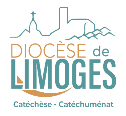 DIOCÈSE de
LIMOGES
Catéchèse - Catéchuménat